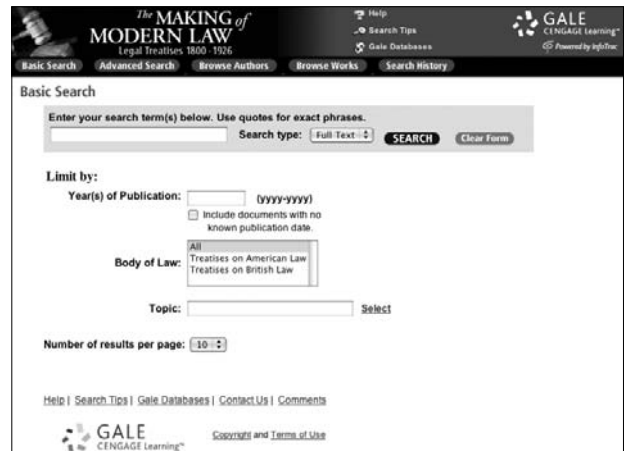 The MAKING of
MODERN LAW
Legal Treatises 1800 - 1926
Help
Search Tips
Gale Databases
GALE
CENGAGE Learning™
Powered by InfoTrac
Basic Search Advanced Search Browse Authors Browse Works Search History
Basic Search
Enter your search term(s) below. Use quotes for exact phrases.
Search type: Full Text SEARCH Clear Form
Limit by:
Year(s) of Publication: (yyyy-yyyy)
Include documents with no
known publication date.
All
Body of Law: Treatises on American Law
Treatises on British Law
Topic: Select
Number of results per page: 10
Help | Search Tips | Gale Databases | Contact Us | Comments
GALE
CENGAGE Learning™
Copyright and Terms of Use